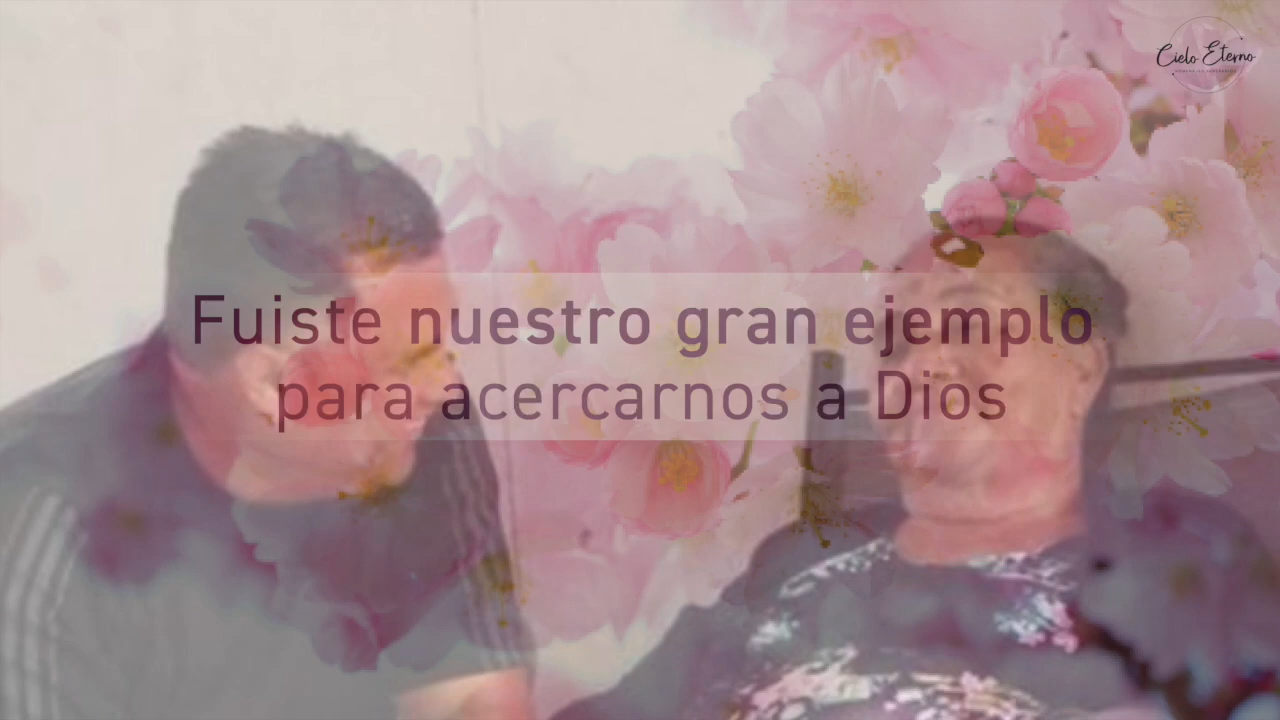 Cielo Eterno
Fuiste nuestro gran ejemplo
para acercarnos a Dios